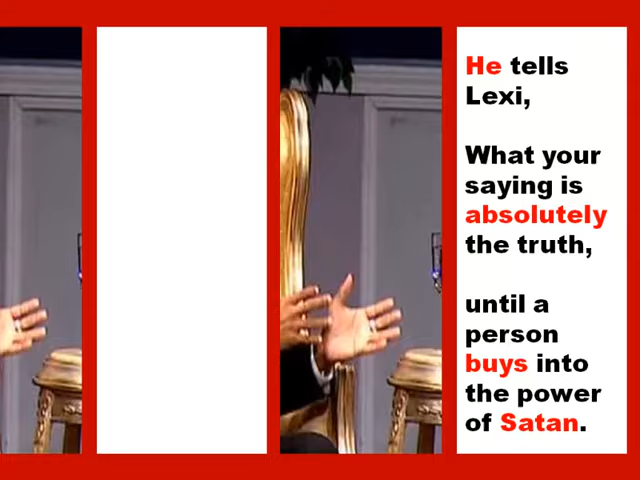 He tells
Lexi,
What your
saying is
absolutely
the truth,
until a
person
buys into
the power
of Satan.